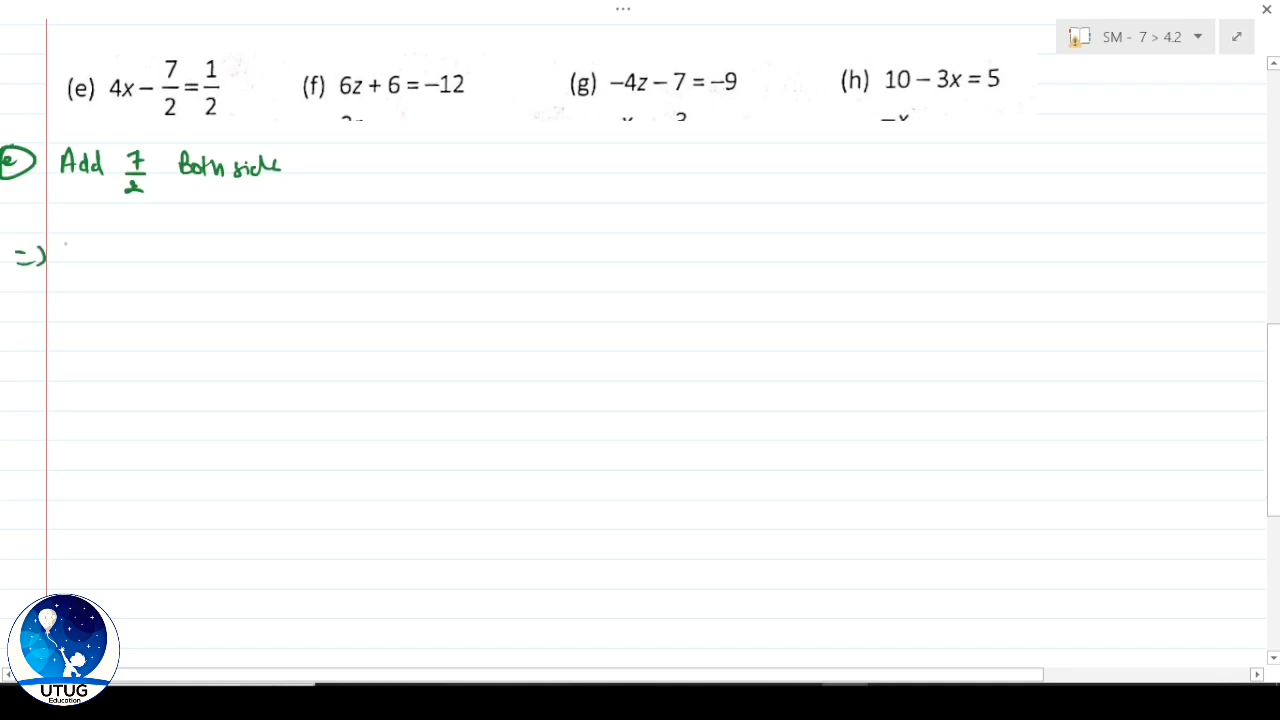 SM - 7 > 4.2
(e) 4x − 7/2 = 1/2 (f) 6z + 6 = −12 (g) −4z − 7 = −9 (h) 10 − 3x = 5
e Add 7/2 Both side
=>
UTUG
Education